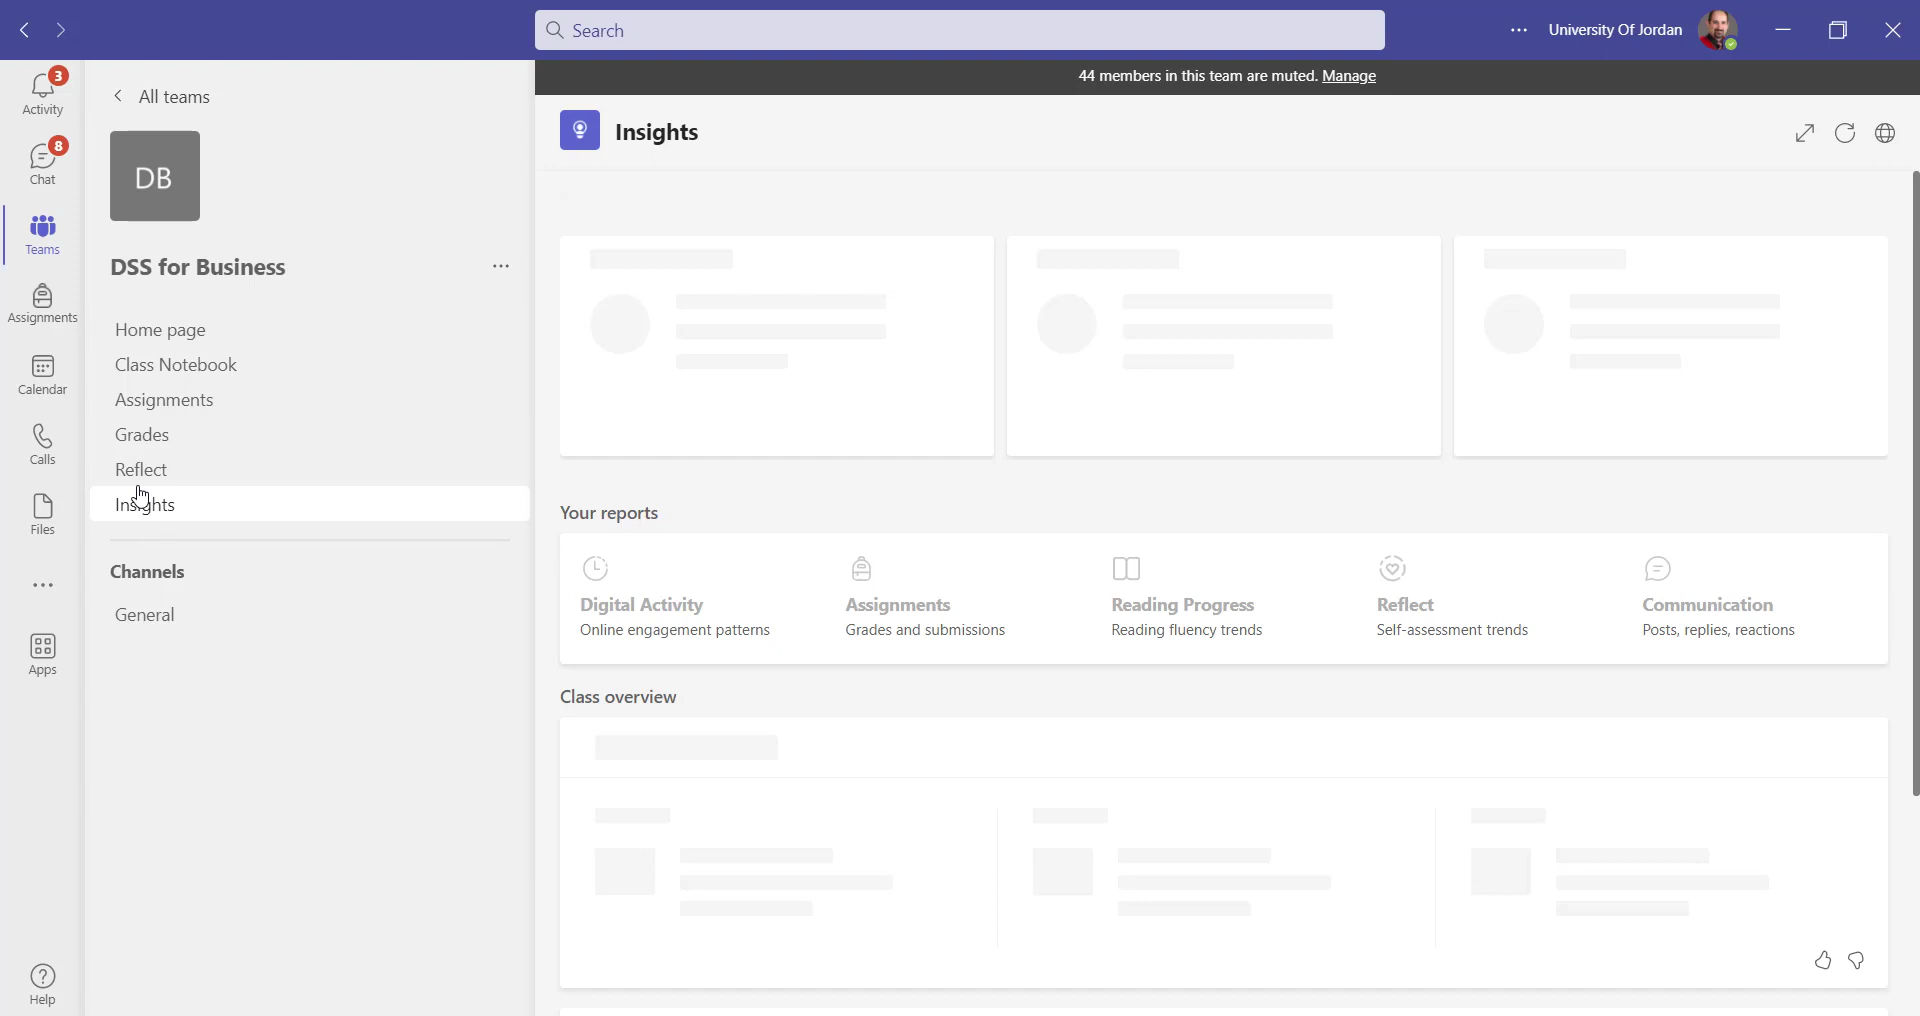 Search
University Of Jordan
3
Activity
8
Chat
Teams
Assignments
Calendar
Calls
Files
Apps
Help
All teams
DB
DSS for Business
Home page
Class Notebook
Assignments
Grades
Reflect
Insights
Channels
General
44 members in this team are muted. Manage
Insights
Your reports
Digital Activity
Online engagement patterns
Assignments
Grades and submissions
Reading Progress
Reading fluency trends
Reflect
Self-assessment trends
Communication
Posts, replies, reactions
Class overview